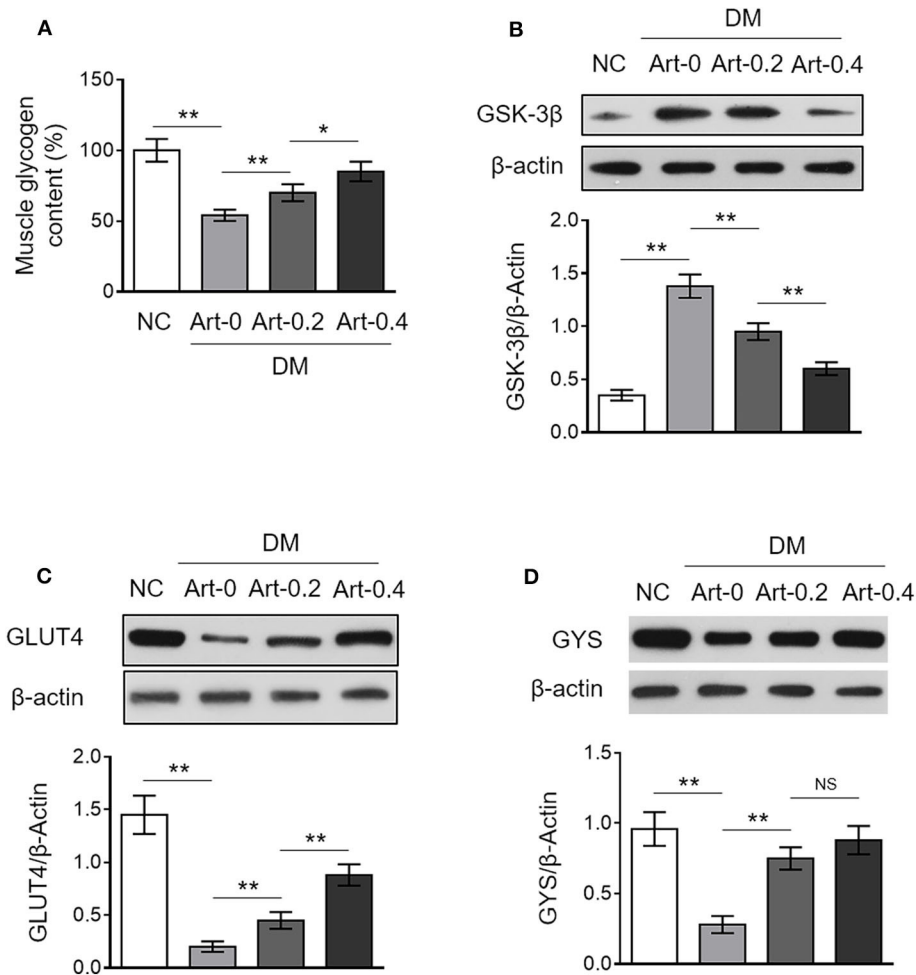 A
Muscle glycogen
content (%)
150
100
50
0
**
**
*
NC Art-0 Art-0.2 Art-0.4
DM
B
DM
NC Art-0 Art-0.2 Art-0.4
GSK-3β
β-actin
GSK-3β/β-Actin
2.0
1.5
1.0
0.5
0.0
**
**
**
C
DM
NC Art-0 Art-0.2 Art-0.4
GLUT4
β-actin
GLUT4/β-Actin
2.0
1.5
1.0
0.5
0.0
**
**
**
D
DM
NC Art-0 Art-0.2 Art-0.4
GYS
β-actin
GYS/β-Actin
1.5
1.0
0.5
0.0
**
**
NS